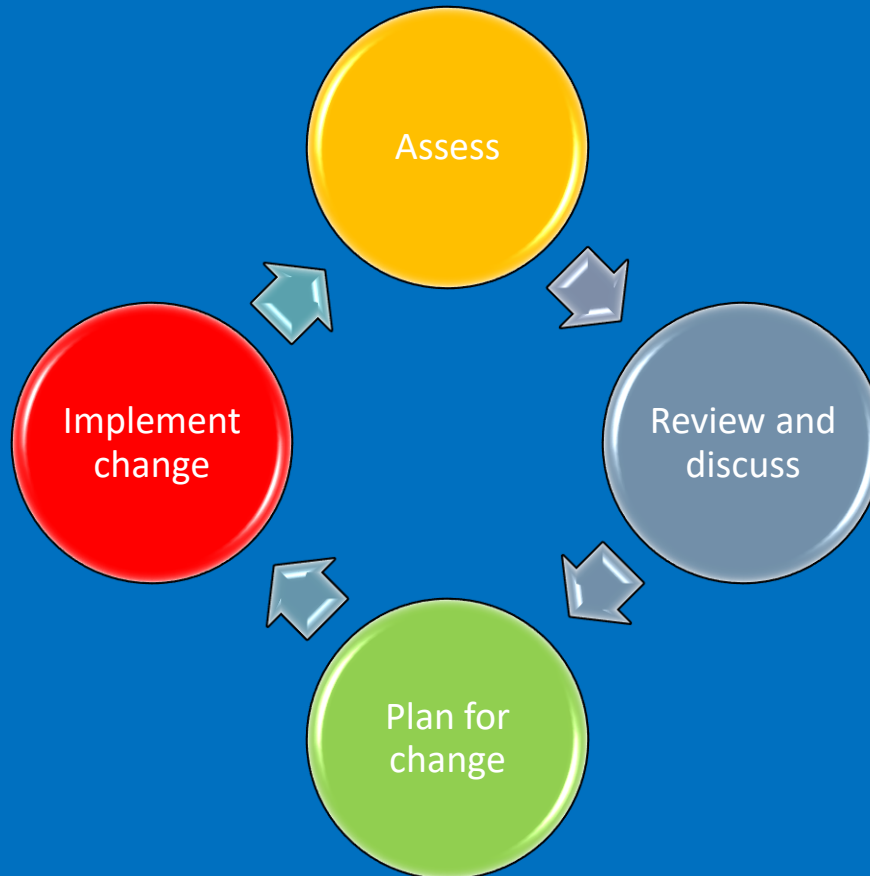 Assess
Review and
discuss
Plan for
change
Implement
change